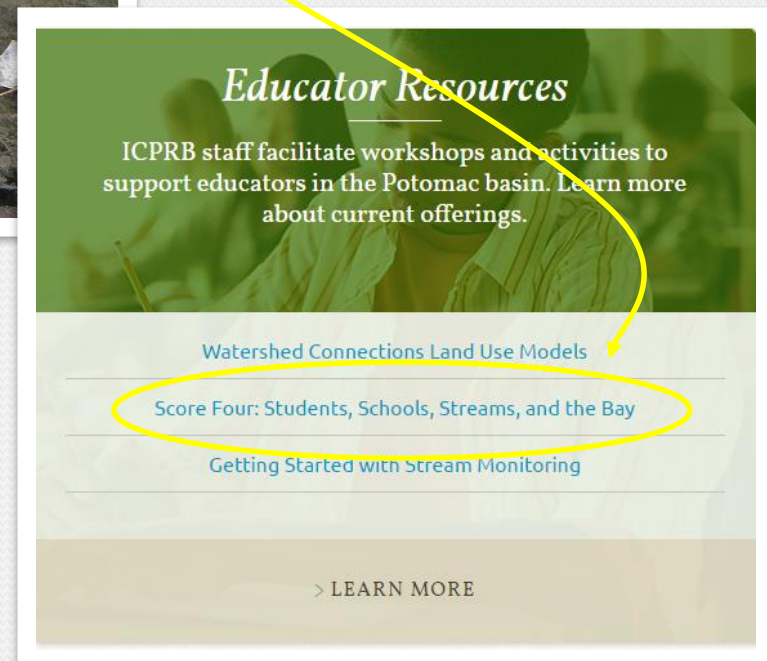 Educator Resources
ICPRB staff facilitate workshops and activities to
support educators in the Potomac basin. Learn more
about current offerings.
Watershed Connections Land Use Models
Score Four: Students, Schools, Streams, and the Bay
Getting Started with Stream Monitoring
> LEARN MORE